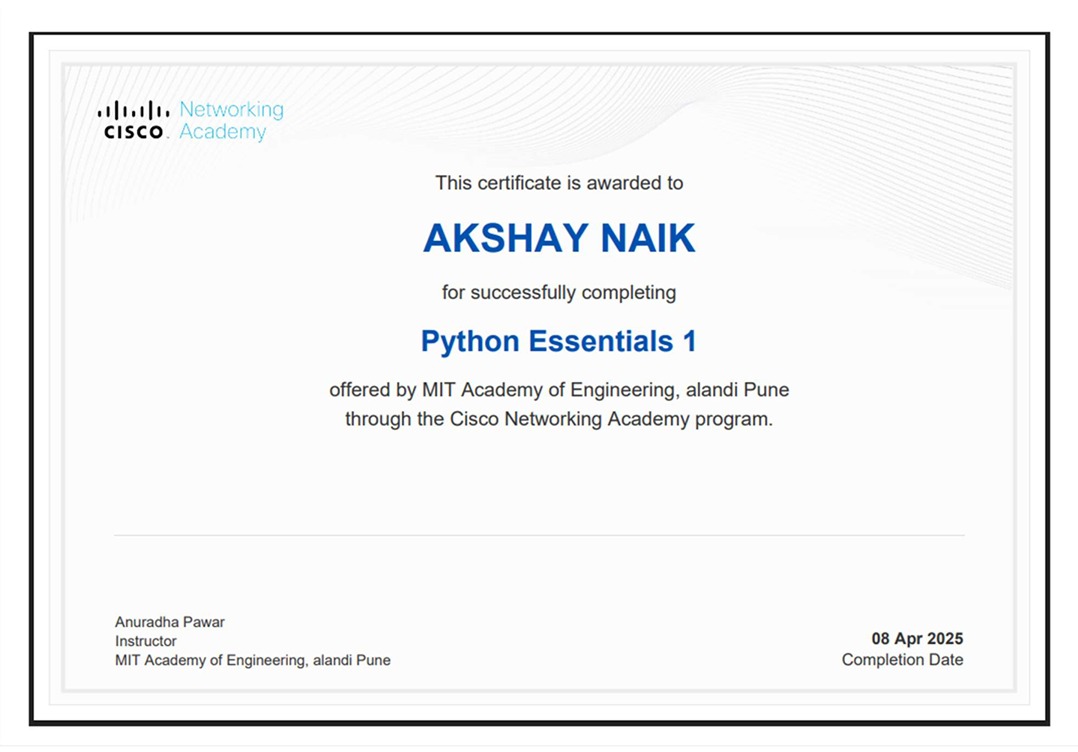 Networking
CISCO. Academy
This certificate is awarded to
AKSHAY NAIK
for successfully completing
Python Essentials 1
offered by MIT Academy of Engineering, alandi Pune
through the Cisco Networking Academy program.
Anuradha Pawar
Instructor
MIT Academy of Engineering, alandi Pune
08 Apr 2025
Completion Date